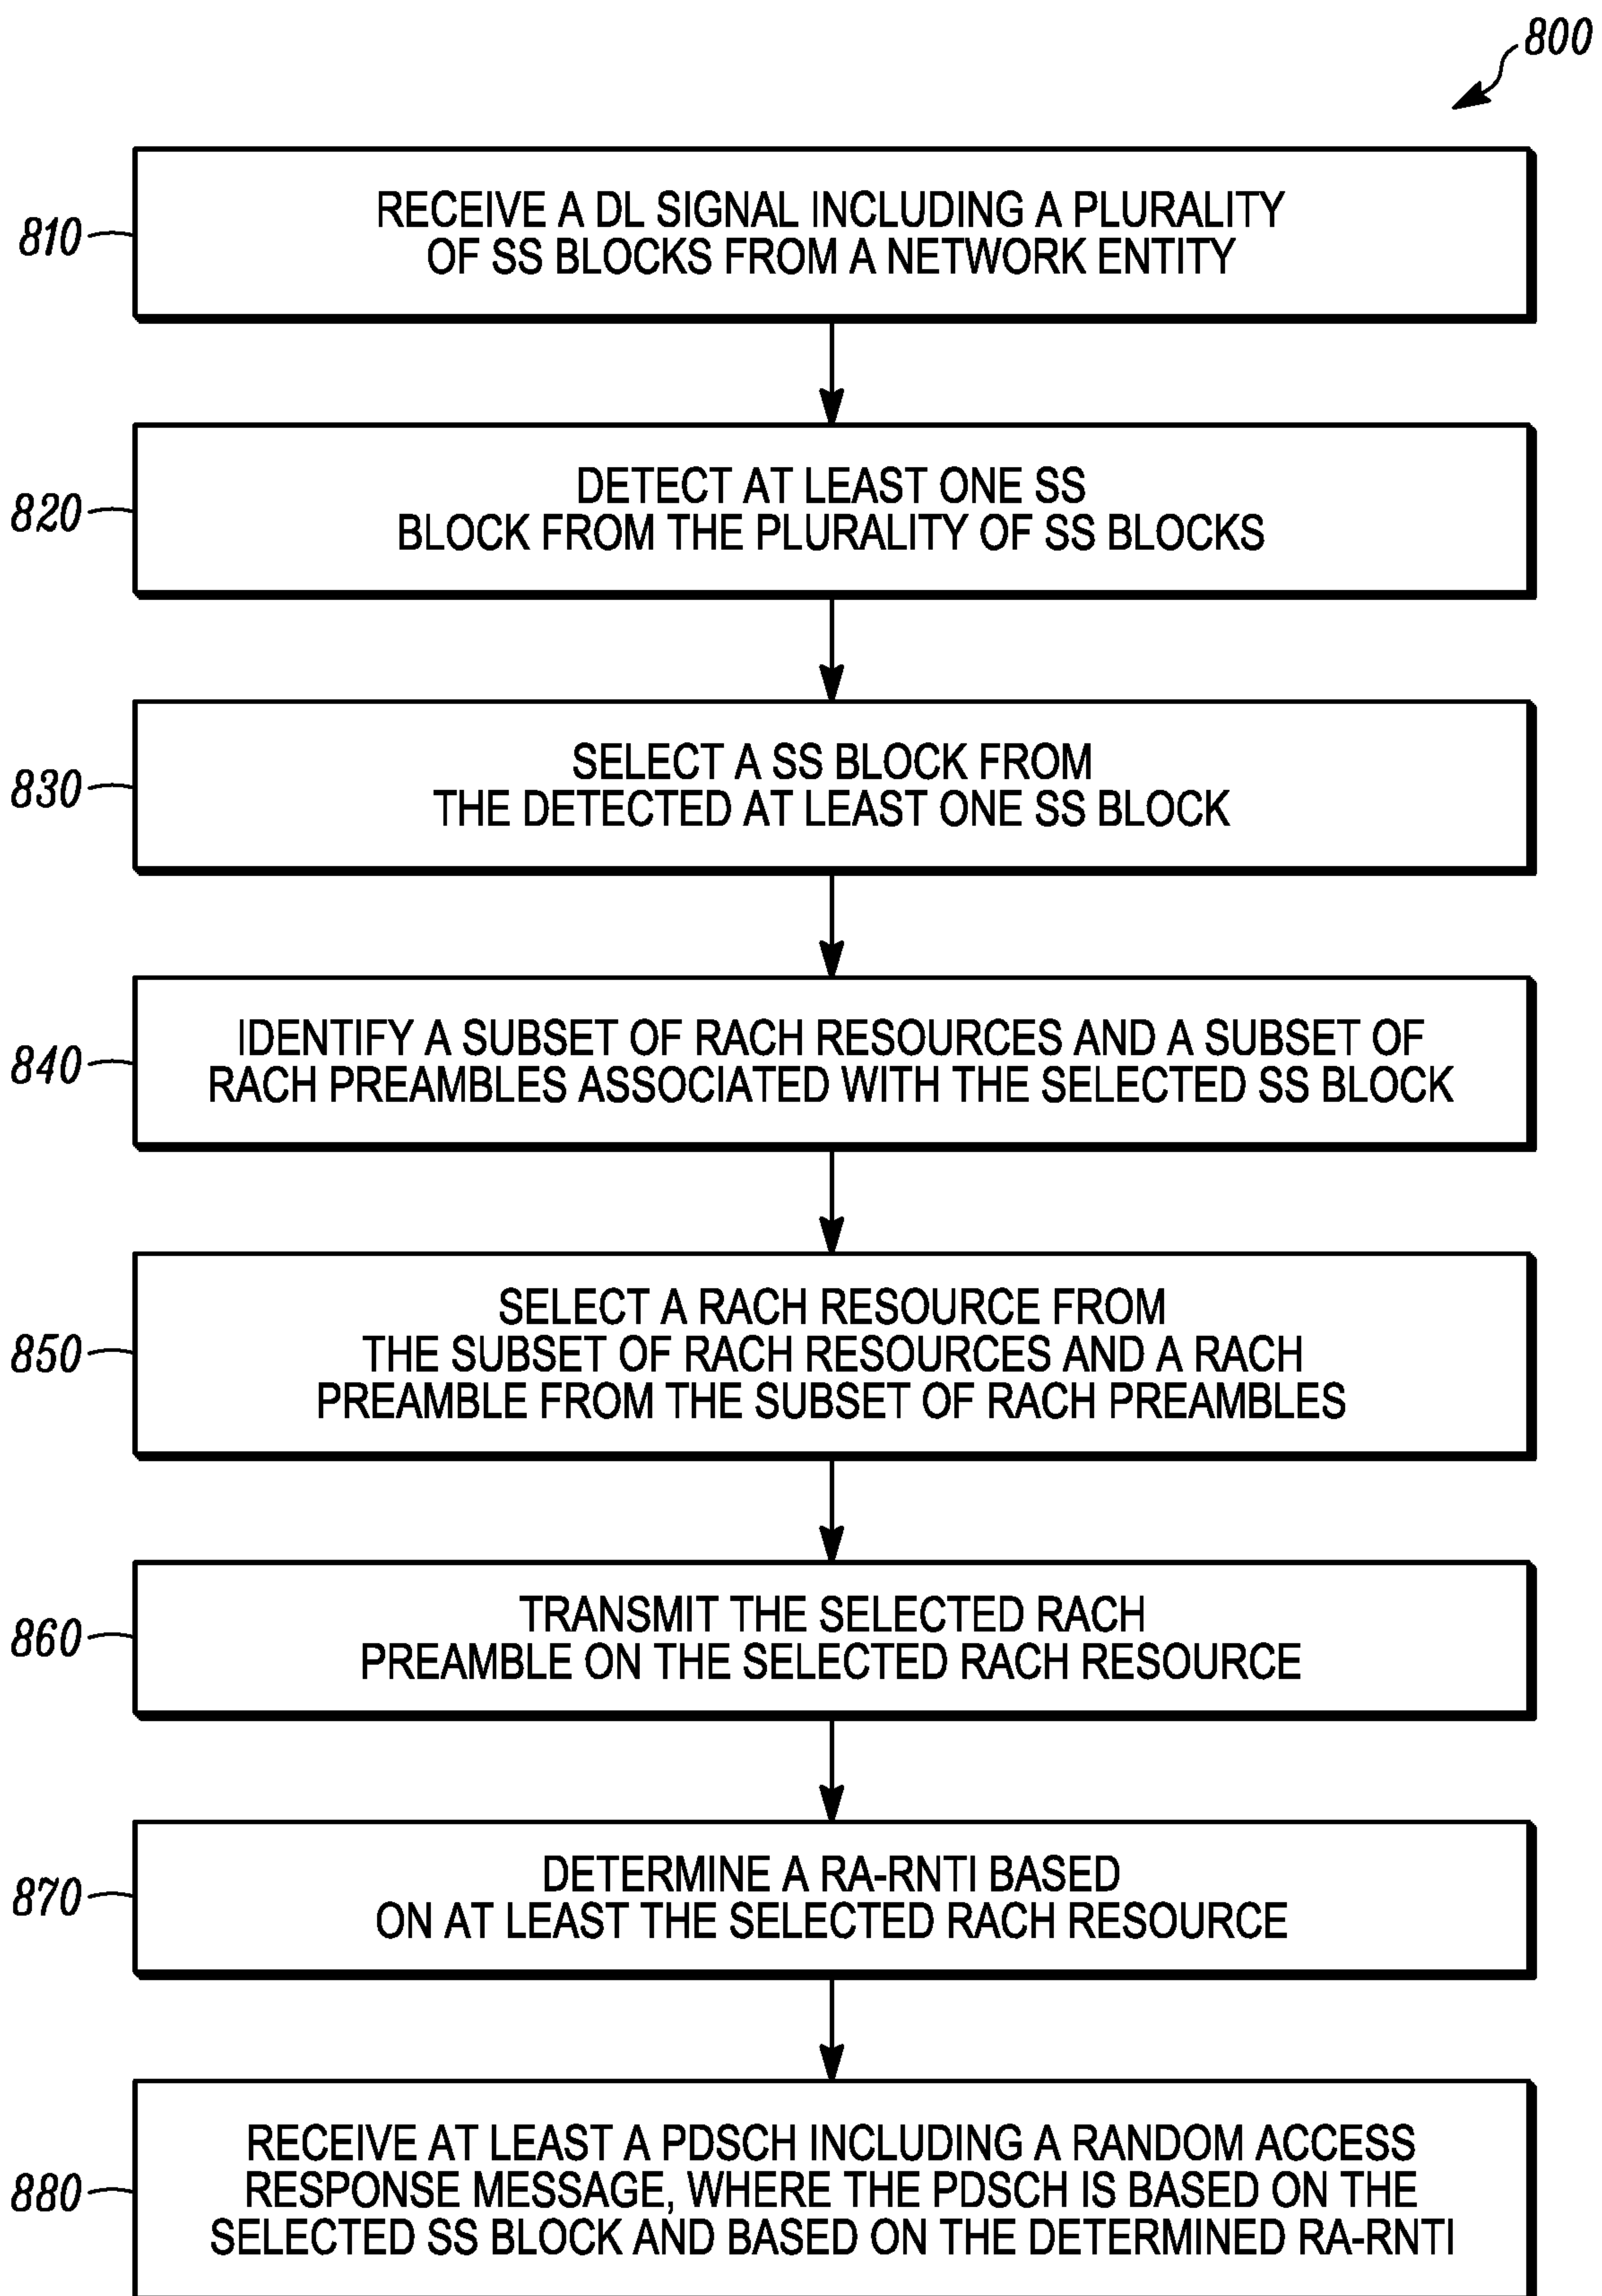 800
810
RECEIVE A DL SIGNAL INCLUDING A PLURALITY
OF SS BLOCKS FROM A NETWORK ENTITY
820
DETECT AT LEAST ONE SS
BLOCK FROM THE PLURALITY OF SS BLOCKS
830
SELECT A SS BLOCK FROM
THE DETECTED AT LEAST ONE SS BLOCK
840
IDENTIFY A SUBSET OF RACH RESOURCES AND A SUBSET OF
RACH PREAMBLES ASSOCIATED WITH THE SELECTED SS BLOCK
850
SELECT A RACH RESOURCE FROM
THE SUBSET OF RACH RESOURCES AND A RACH
PREAMBLE FROM THE SUBSET OF RACH PREAMBLES
860
TRANSMIT THE SELECTED RACH
PREAMBLE ON THE SELECTED RACH RESOURCE
870
DETERMINE A RA-RNTI BASED
ON AT LEAST THE SELECTED RACH RESOURCE
880
RECEIVE AT LEAST A PDSCH INCLUDING A RANDOM ACCESS
RESPONSE MESSAGE, WHERE THE PDSCH IS BASED ON THE
SELECTED SS BLOCK AND BASED ON THE DETERMINED RA-RNTI